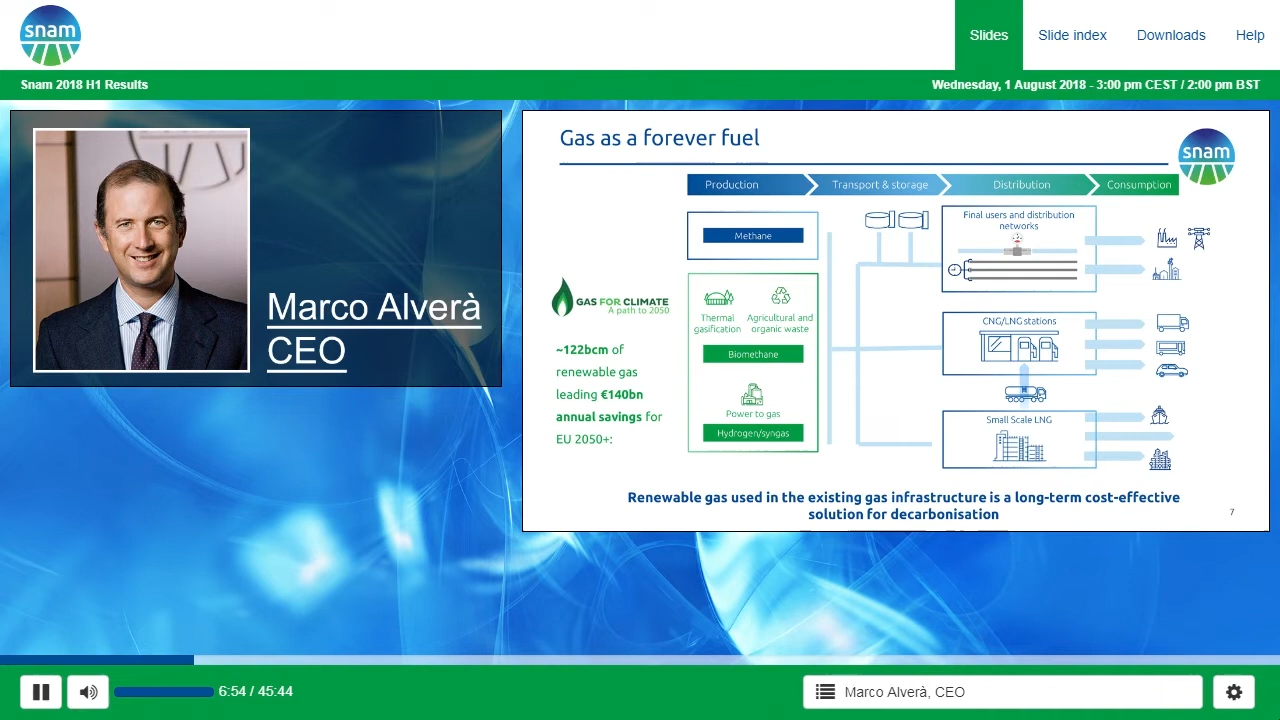 snam
Slides
Slide index
Downloads
Help
Snam 2018 H1 Results
Wednesday, 1 August 2018 - 3:00 pm CEST / 2:00 pm BST
Marco Alverà
CEO
Gas as a forever fuel
snam
Production
Transport & storage
Distribution
Consumption
Methane
Final users and distribution
networks
GAS FOR CLIMATE
A path to 2050
Thermal
gasification
Agricultural and
organic waste
Biomethane
Power to gas
Hydrogen/syngas
~122bcm of
renewable gas
leading €140bn
annual savings for
EU 2050+:
CNG/LNG stations
Small Scale LNG
Renewable gas used in the existing gas infrastructure is a long-term cost-effective
solution for decarbonisation
7
6:54 / 45:44
Marco Alverà, CEO